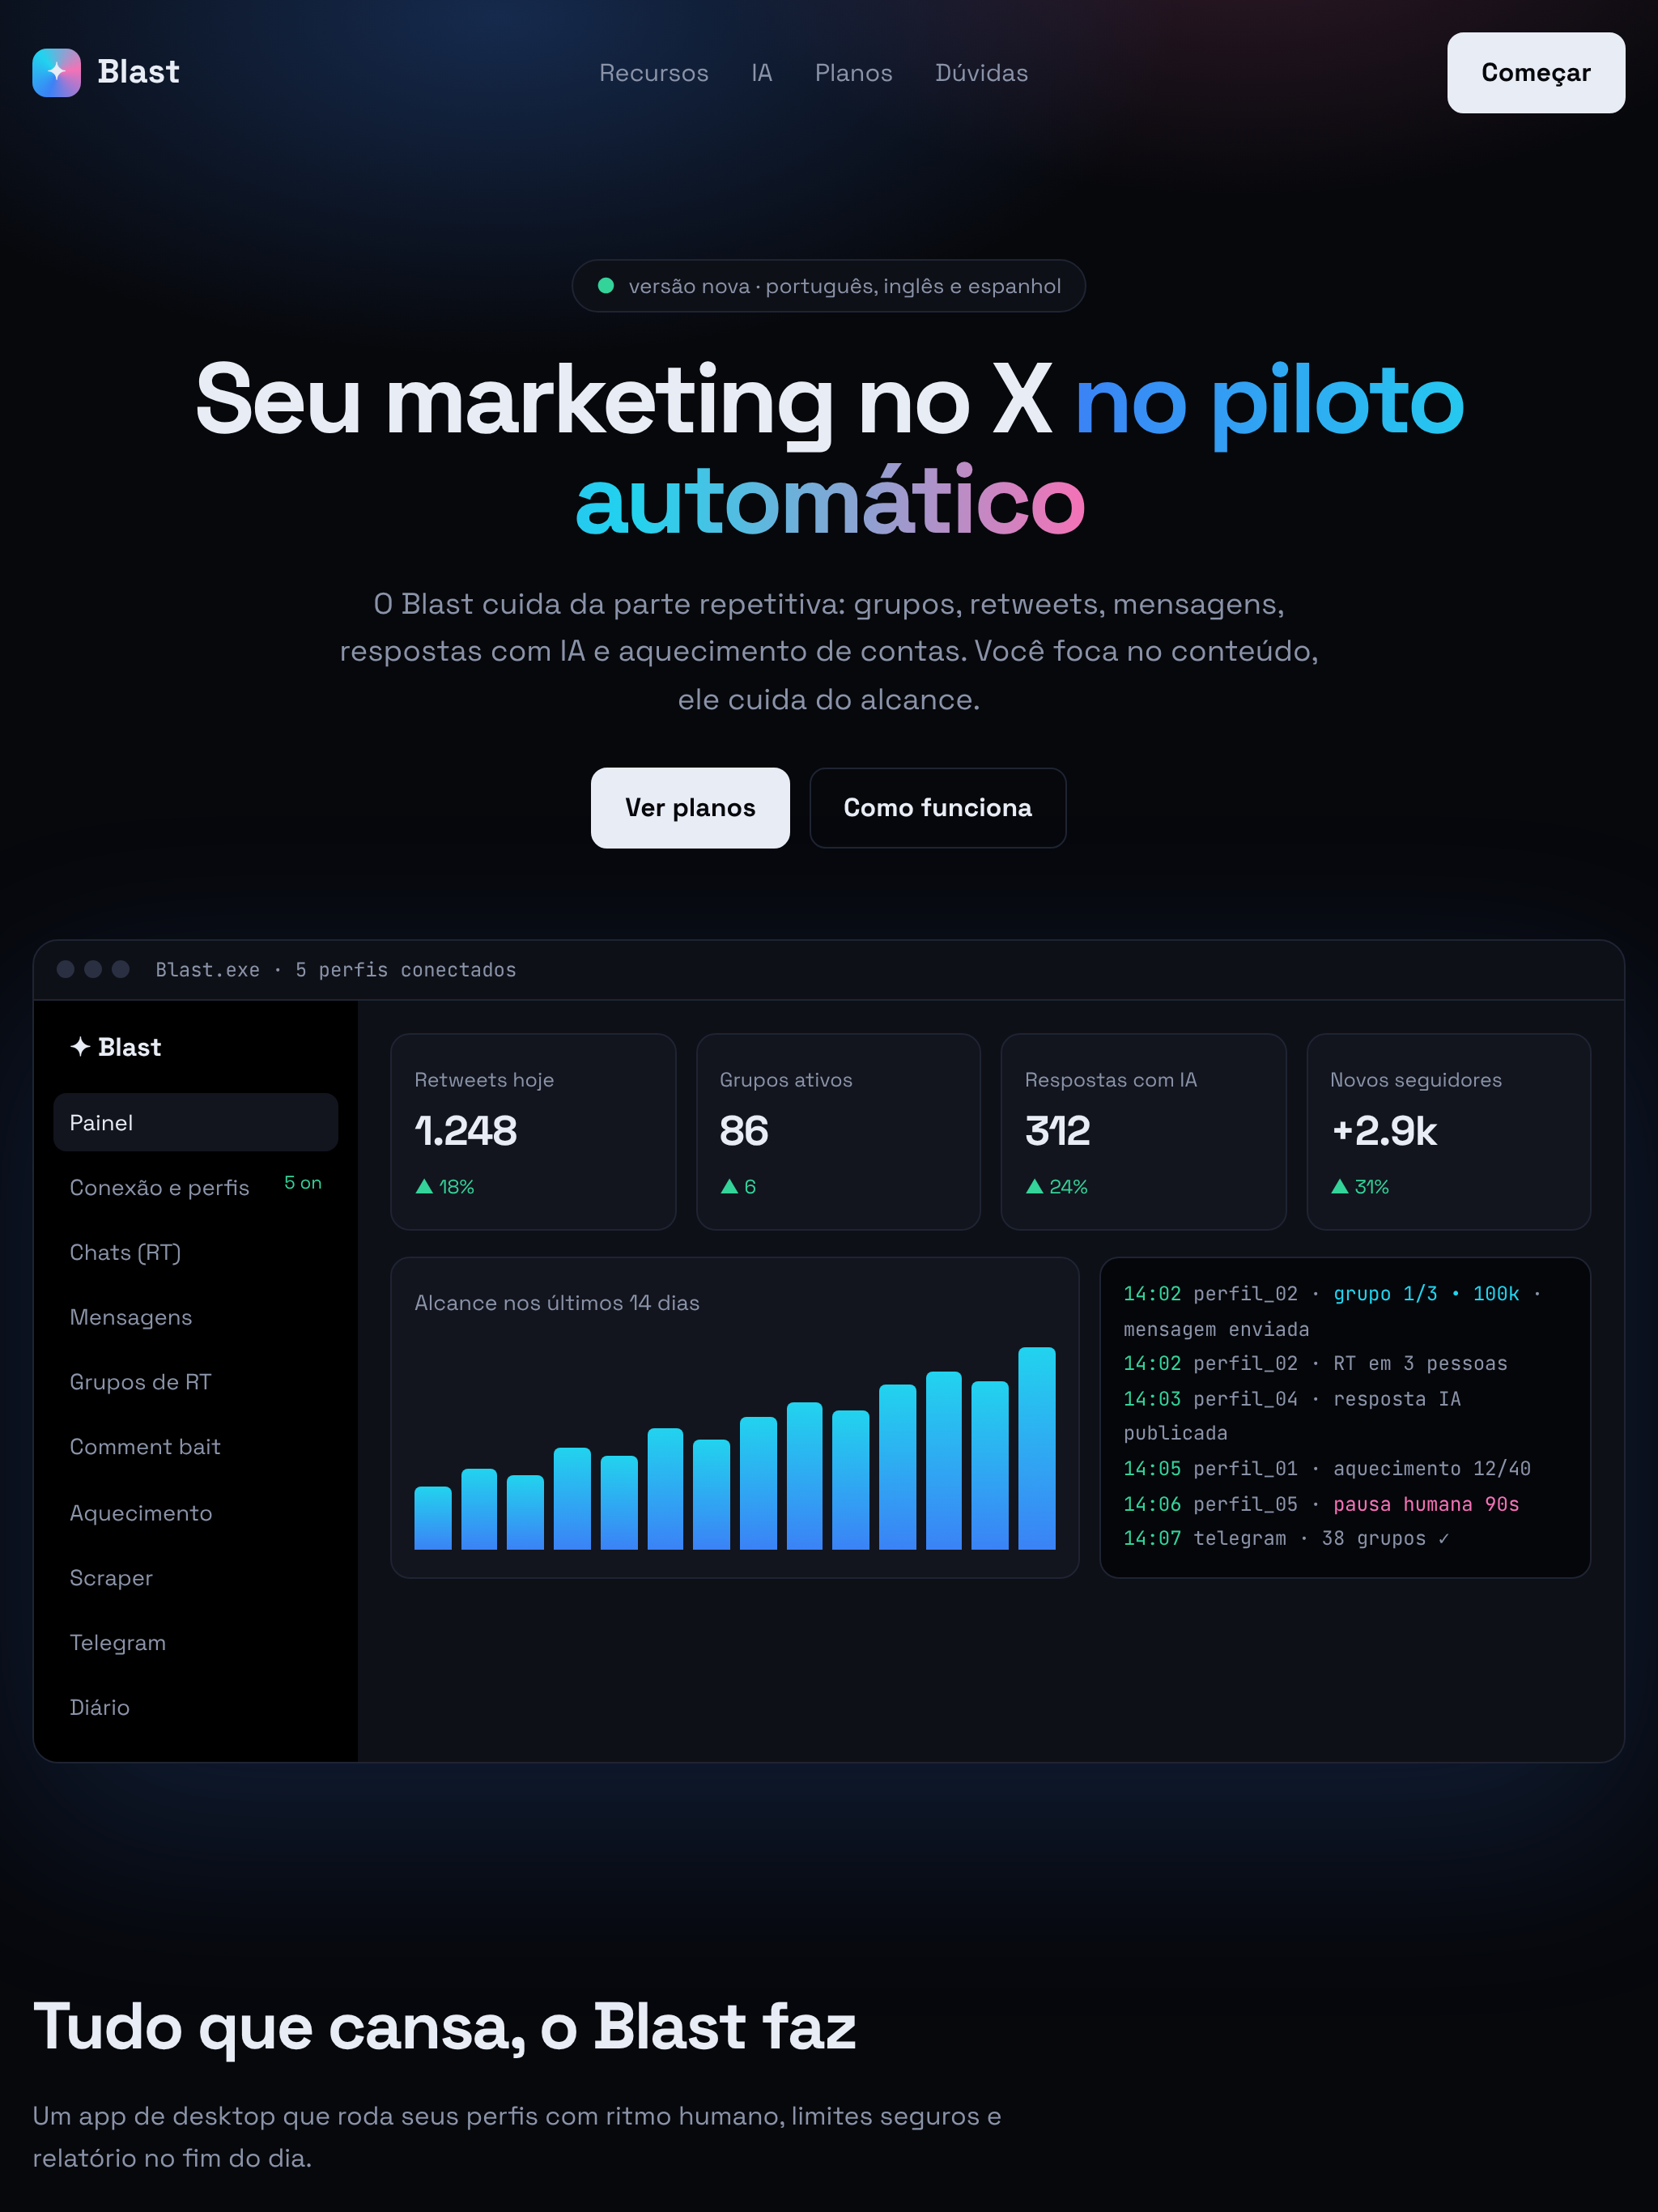 Blast
Recursos IA Planos Dúvidas
Começar
versão nova · português, inglês e espanhol
Seu marketing no X no piloto
automático
O Blast cuida da parte repetitiva: grupos, retweets, mensagens,
respostas com IA e aquecimento de contas. Você foca no conteúdo,
ele cuida do alcance.
Ver planos
Como funciona
Blast.exe · 5 perfis conectados
✦ Blast
Painel
Conexão e perfis 5 on
Chats (RT)
Mensagens
Grupos de RT
Comment bait
Aquecimento
Scraper
Telegram
Diário
Retweets hoje
1.248
▲ 18%
Grupos ativos
86
▲ 6
Respostas com IA
312
▲ 24%
Novos seguidores
+2.9k
▲ 31%
Alcance nos últimos 14 dias
14:02 perfil_02 · grupo 1/3 • 100k ·
mensagem enviada
14:02 perfil_02 · RT em 3 pessoas
14:03 perfil_04 · resposta IA
publicada
14:05 perfil_01 · aquecimento 12/40
14:06 perfil_05 · pausa humana 90s
14:07 telegram · 38 grupos ✓
Tudo que cansa, o Blast faz
Um app de desktop que roda seus perfis com ritmo humano, limites seguros e
relatório no fim do dia.